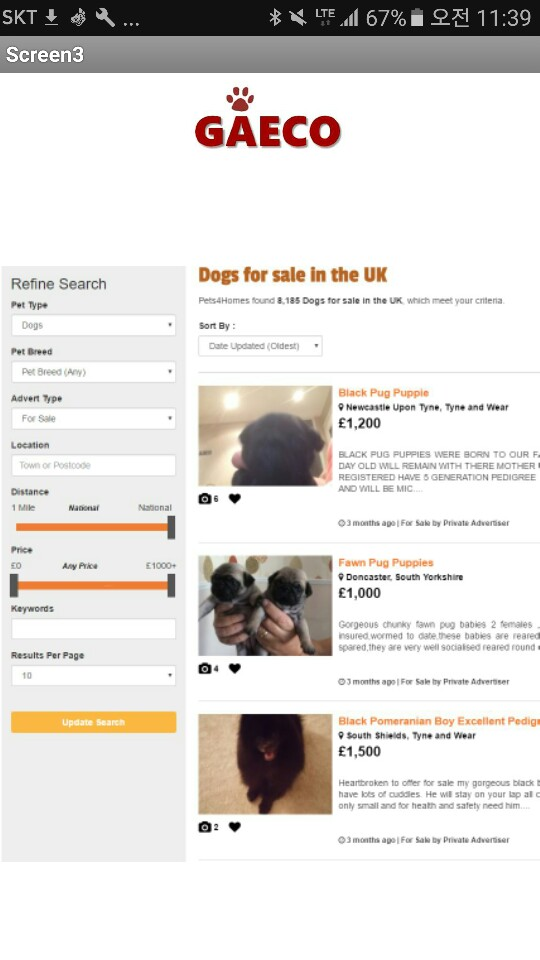 SKT ... LTE 67% 오전 11:39
Screen3
GAECO
Refine Search
Pet Type
Dogs
Pet Breed
Pet Breed (Any)
Advert Type
For Sale
Location
Town or Postcode
Distance
1 Mile National National
Price
£0 Any Price £1000+
Keywords
Results Per Page
10
Update Search
Dogs for sale in the UK
Pets4Homes found 8,185 Dogs for sale in the UK, which meet your criteria.
Sort By :
Date Updated (Oldest)
Black Pug Puppie
Newcastle Upon Tyne, Tyne and Wear
£1,200
BLACK PUG PUPPIES WERE BORN TO OUR
DAY OLD WILL REMAIN WITH THERE MOTHER
REGISTERED HAVE 5 GENERATION PEDIGREE
AND WILL BE MIC....
6
3 months ago | For Sale by Private Advertiser
Fawn Pug Puppies
Doncaster, South Yorkshire
£1,000
Gorgeous chunky fawn pug babies 2 females ,
insured,wormed to date.these babies are reared
spared,they are very well socialised reared round
4
3 months ago | For Sale by Private Advertiser
Black Pomeranian Boy Excellent Pedig
South Shields, Tyne and Wear
£1,500
Heartbroken to offer for sale my gorgeous black
have lots of cuddles. He will stay on your lap all
only small and for health and safety need him....
2
3 months ago | For Sale by Private Advertiser